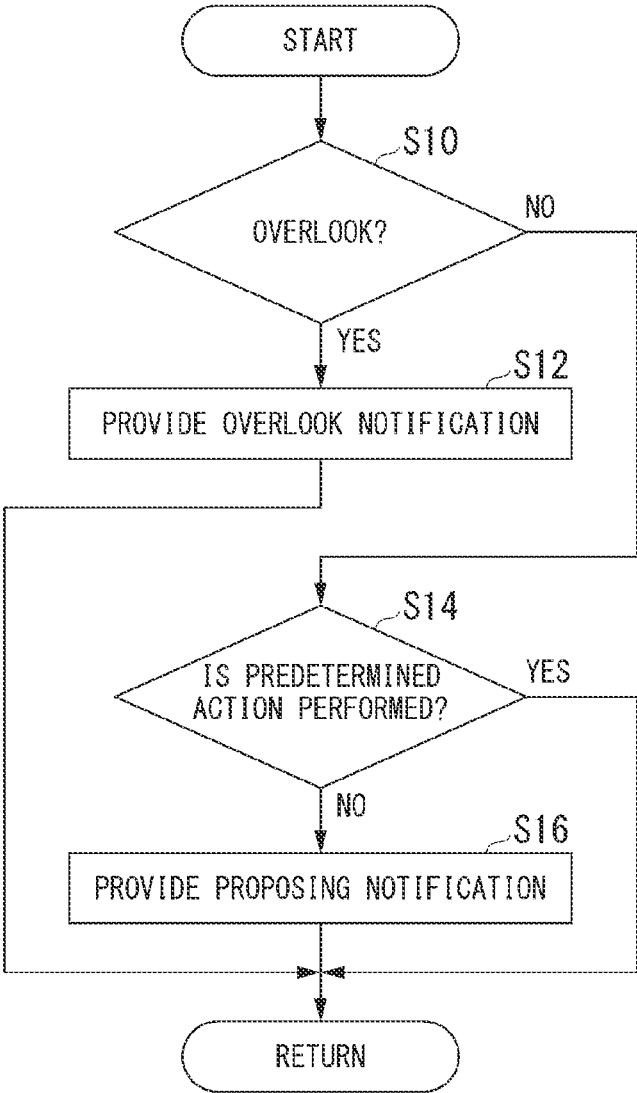 START
S10
OVERLOOK?
NO
YES
S12
PROVIDE OVERLOOK NOTIFICATION
S14
IS PREDETERMINED
ACTION PERFORMED?
YES
NO
S16
PROVIDE PROPOSING NOTIFICATION
RETURN